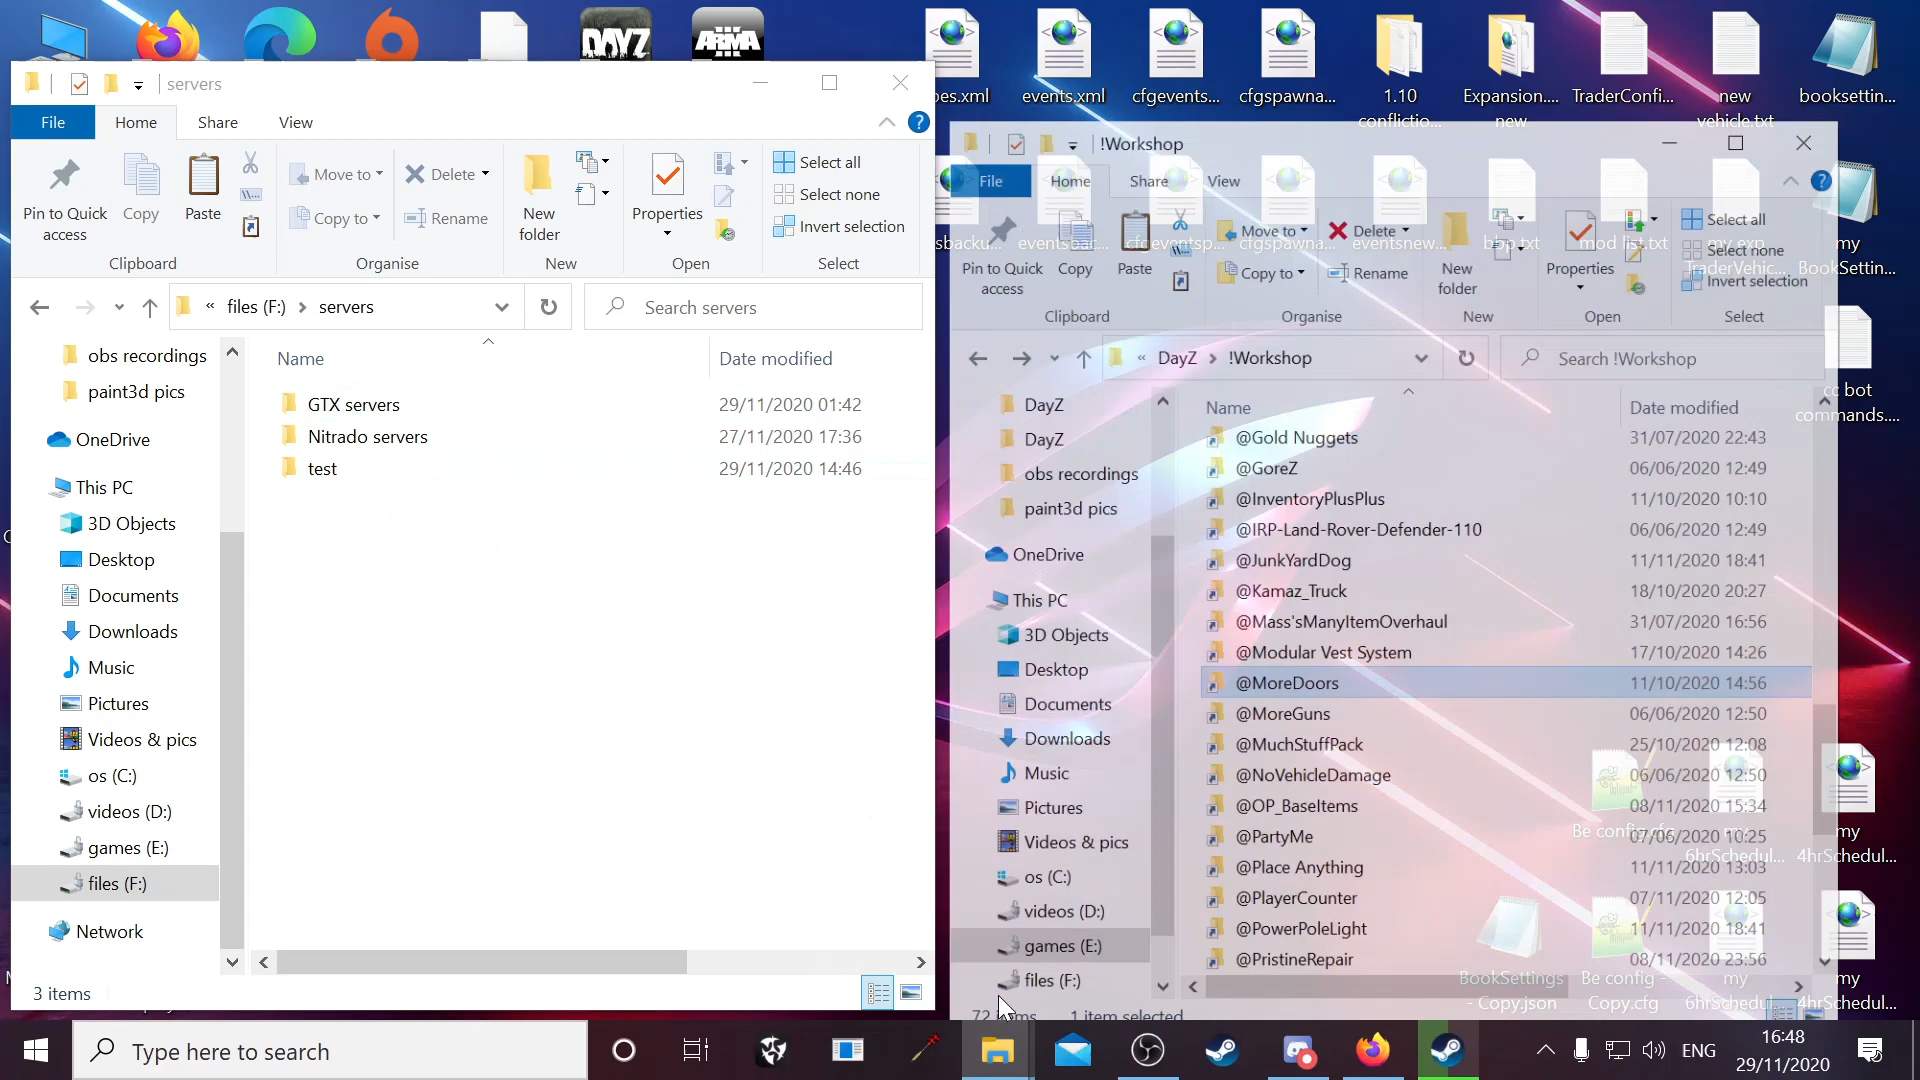 DAYZ
ARMA
III
events.xml
cfgevents...
cfgspawna...
1.10
conflictio...
Expansion....
new
TraderConfi...
new
vehicle.txt
booksettin...
servers
File
Home
Share
View
Pin to Quick
access
Copy
Paste
Move to
Copy to
Delete
Rename
New
folder
Properties
Select all
Select none
Invert selection
Clipboard
Organise
New
Open
Select
« files (F:) > servers
Search servers
obs recordings
paint3d pics
OneDrive
This PC
3D Objects
Desktop
Documents
Downloads
Music
Pictures
Videos & pics
os (C:)
videos (D:)
games (E:)
files (F:)
Network
Name
Date modified
GTX servers
29/11/2020 01:42
Nitrado servers
27/11/2020 17:36
test
29/11/2020 14:46
3 items
!Workshop
File
Home
Share
View
Pin to Quick
access
Copy
Paste
Move to
Copy to
Delete
Rename
New
folder
Properties
Select all
Select none
Invert selection
Clipboard
Organise
New
Open
Select
eventsnew...
bbp.txt
mod list.txt
my exp
TraderVehic...
my
BookSettin...
« DayZ > !Workshop
Search !Workshop
DayZ
DayZ
obs recordings
paint3d pics
OneDrive
This PC
3D Objects
Desktop
Documents
Downloads
Music
Pictures
Videos & pics
os (C:)
videos (D:)
games (E:)
files (F:)
Name
Date modified
@Gold Nuggets
31/07/2020 22:43
@GoreZ
06/06/2020 12:49
@InventoryPlusPlus
11/10/2020 10:10
@IRP-Land-Rover-Defender-110
06/06/2020 12:49
@JunkYardDog
11/11/2020 18:41
@Kamaz_Truck
18/10/2020 20:27
@Mass'sManyItemOverhaul
31/07/2020 16:56
@Modular Vest System
17/10/2020 14:26
@MoreDoors
11/10/2020 14:56
@MoreGuns
06/06/2020 12:50
@MuchStuffPack
25/10/2020 12:08
@NoVehicleDamage
06/06/2020 12:50
@OP_BaseItems
08/11/2020 15:34
@PartyMe
07/06/2020 10:25
@Place Anything
11/11/2020 13:03
@PlayerCounter
07/11/2020 12:05
@PowerPoleLight
11/11/2020 18:41
@PristineRepair
08/11/2020 23:56
1 item selected
cc bot
commands....
Be config.cfg
my
6hrSchedul...
my
4hrSchedul...
BookSettings
- Copy.json
Be config -
Copy.cfg
my
6hrSchedul...
my
4hrSchedul...
Type here to search
ENG
16:48
29/11/2020